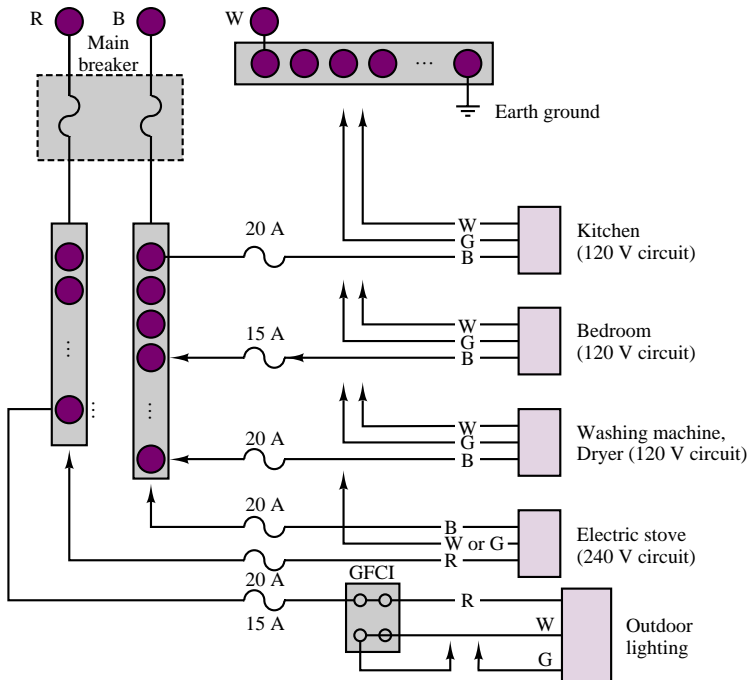 R
B
W
Main
breaker
...
Earth ground
20 A
W
G
B
Kitchen
(120 V circuit)
15 A
W
G
B
Bedroom
(120 V circuit)
...
...
...
20 A
W
G
B
Washing machine,
Dryer (120 V circuit)
20 A
B
W or G
R
Electric stove
(240 V circuit)
20 A
GFCI
15 A
R
W
G
Outdoor
lighting